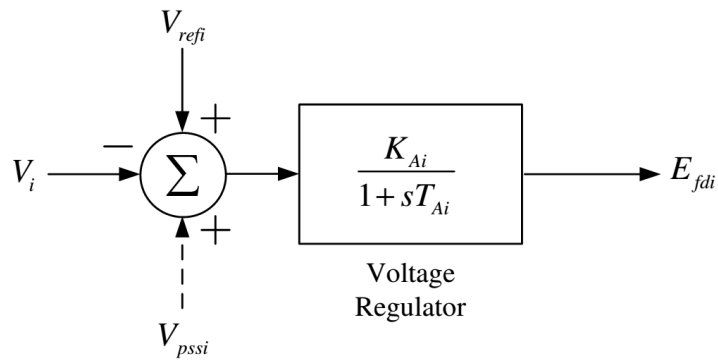 V_refi
+
−
V_i
Σ
K_Ai
1 + sT_Ai
E_fdi
+
Voltage
Regulator
V_pssi